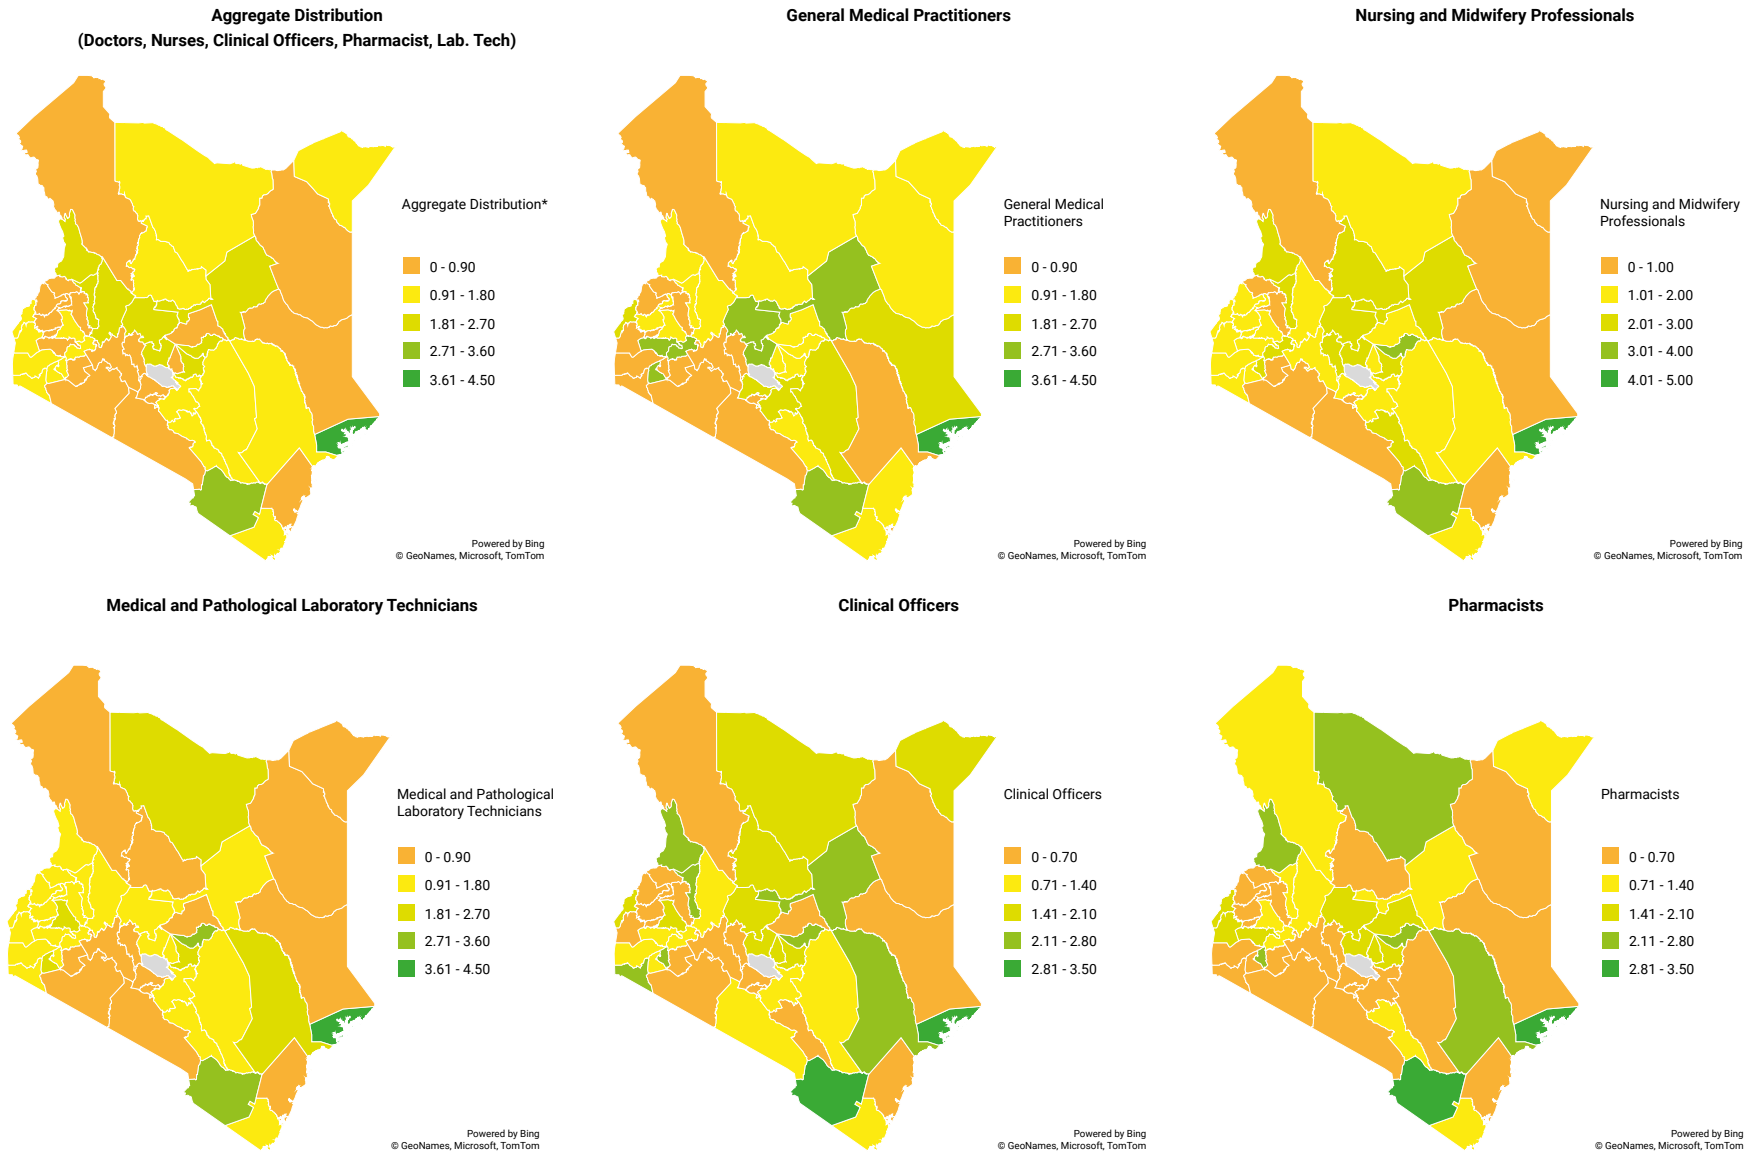 Aggregate Distribution
(Doctors, Nurses, Clinical Officers, Pharmacist, Lab. Tech)
Aggregate Distribution*
0 - 0.90
0.91 - 1.80
1.81 - 2.70
2.71 - 3.60
3.61 - 4.50
Powered by Bing
© GeoNames, Microsoft, TomTom
General Medical Practitioners
General Medical
Practitioners
0 - 0.90
0.91 - 1.80
1.81 - 2.70
2.71 - 3.60
3.61 - 4.50
Powered by Bing
© GeoNames, Microsoft, TomTom
Nursing and Midwifery Professionals
Nursing and Midwifery
Professionals
0 - 1.00
1.01 - 2.00
2.01 - 3.00
3.01 - 4.00
4.01 - 5.00
Powered by Bing
© GeoNames, Microsoft, TomTom
Medical and Pathological Laboratory Technicians
Medical and Pathological
Laboratory Technicians
0 - 0.90
0.91 - 1.80
1.81 - 2.70
2.71 - 3.60
3.61 - 4.50
Powered by Bing
© GeoNames, Microsoft, TomTom
Clinical Officers
Clinical Officers
0 - 0.70
0.71 - 1.40
1.41 - 2.10
2.11 - 2.80
2.81 - 3.50
Powered by Bing
© GeoNames, Microsoft, TomTom
Pharmacists
Pharmacists
0 - 0.70
0.71 - 1.40
1.41 - 2.10
2.11 - 2.80
2.81 - 3.50
Powered by Bing
© GeoNames, Microsoft, TomTom